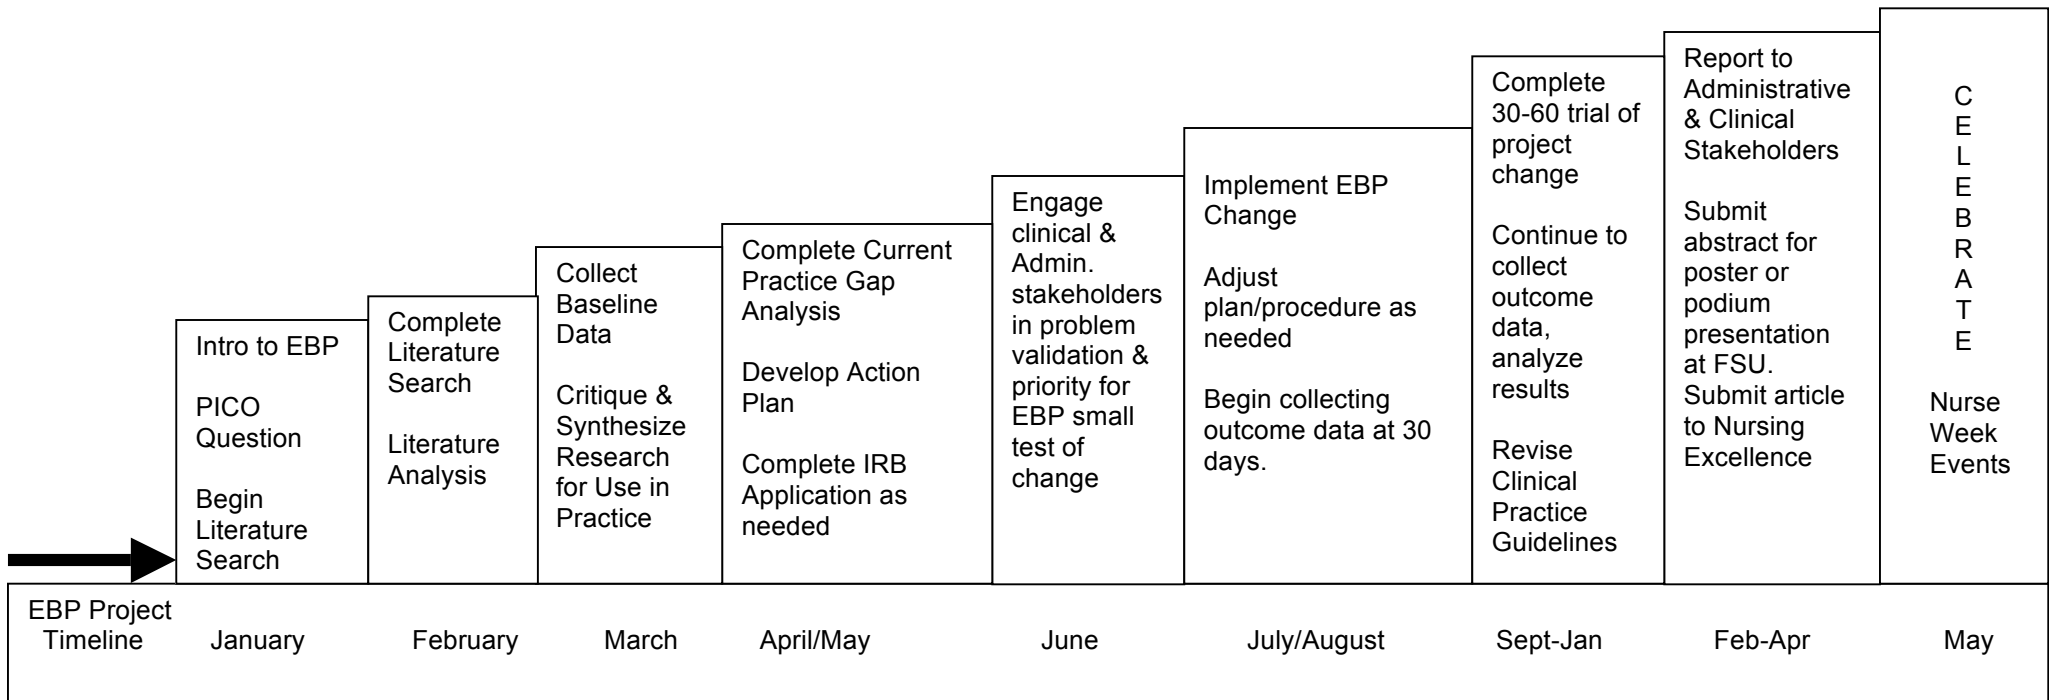 Intro to EBP
PICO
Question
Begin
Literature
Search
Complete
Literature
Search
Literature
Analysis
Collect
Baseline
Data
Critique &
Synthesize
Research
for Use in
Practice
Complete Current
Practice Gap
Analysis
Develop Action
Plan
Complete IRB
Application as
needed
Engage
clinical &
Admin.
stakeholders
in problem
validation &
priority for
EBP small
test of
change
Implement EBP
Change
Adjust
plan/procedure as
needed
Begin collecting
outcome data at 30
days.
Complete
30-60 trial of
project
change
Continue to
collect
outcome
data,
analyze
results
Revise
Clinical
Practice
Guidelines
Report to
Administrative
& Clinical
Stakeholders
Submit
abstract for
poster or
podium
presentation
at FSU.
Submit article
to Nursing
Excellence
C
E
L
E
B
R
A
T
E
Nurse
Week
Events
EBP Project
Timeline
January
February
March
April/May
June
July/August
Sept-Jan
Feb-Apr
May